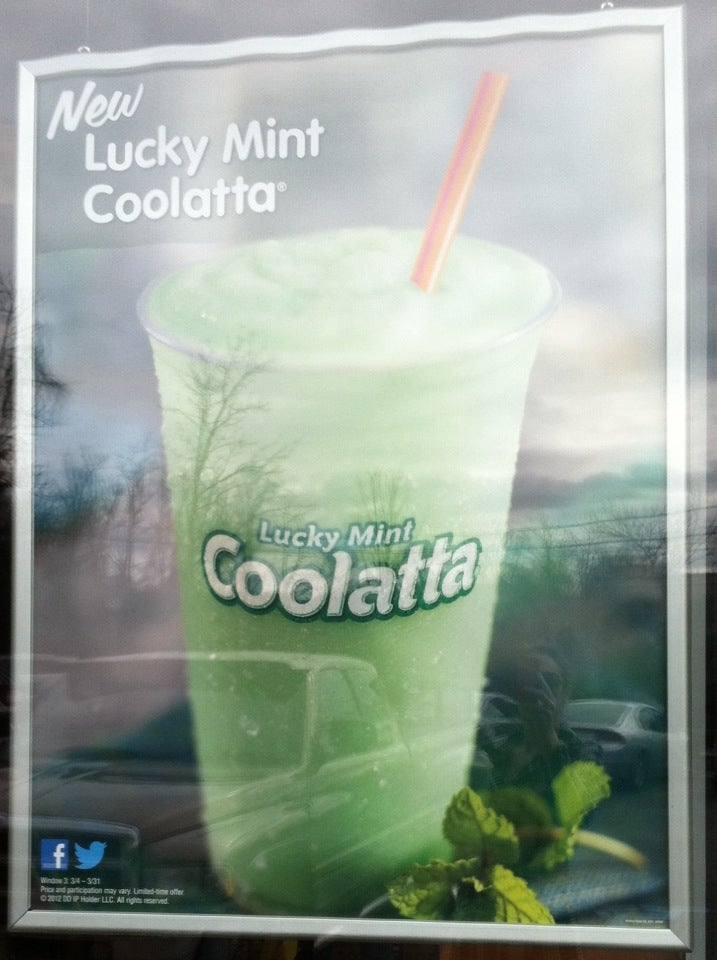 New
Lucky Mint
Coolatta®
Lucky Mint
Coolatta
f
Window 3: 3/4 – 3/31
Price and participation may vary. Limited-time offer.
© 2012 DD IP Holder LLC. All rights reserved.